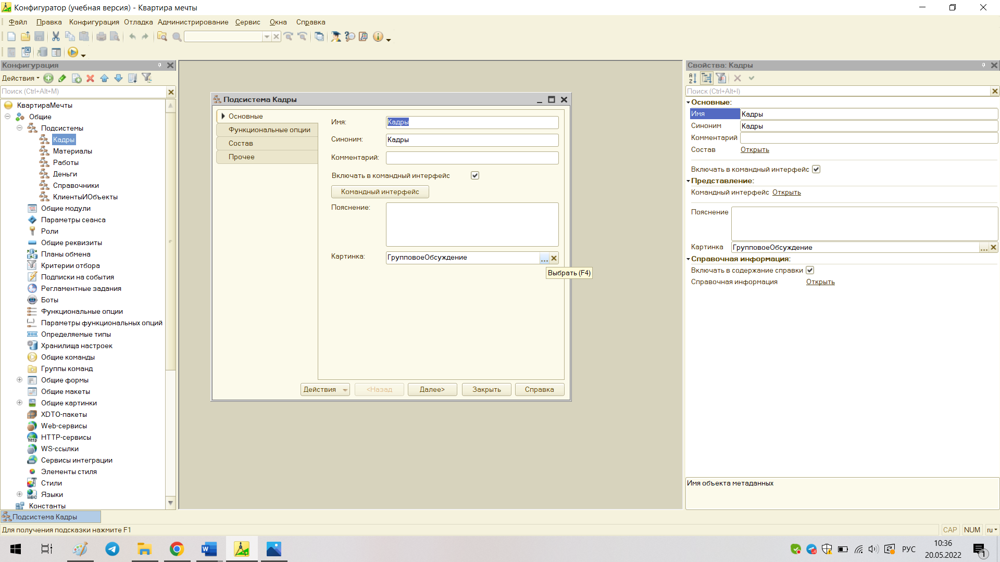 Конфигуратор (учебная версия) - Квартира мечты
Файл Правка Конфигурация Отладка Администрирование Сервис Окна Справка
Конфигурация
Действия
Поиск (Ctrl+Alt+M)
КвартираМечты
Общие
Подсистемы
Кадры
Материалы
Работы
Деньги
Справочники
КлиентыИОбъекты
Общие модули
Параметры сеанса
Роли
Общие реквизиты
Планы обмена
Критерии отбора
Подписки на события
Регламентные задания
Боты
Функциональные опции
Параметры функциональных опций
Определяемые типы
Хранилища настроек
Общие команды
Группы команд
Общие формы
Общие макеты
Общие картинки
XDTO-пакеты
Web-сервисы
HTTP-сервисы
WS-ссылки
Сервисы интеграции
Элементы стиля
Стили
Языки
Константы
Подсистема Кадры
Основные
Функциональные опции
Состав
Прочее
Имя: Кадры
Синоним: Кадры
Комментарий:
Включать в командный интерфейс
Командный интерфейс
Пояснение:
Картинка: ГрупповоеОбсуждение ...
Выбрать (F4)
Действия <Назад Далее> Закрыть Справка
Свойства: Кадры
Поиск (Ctrl+Alt+I)
Основные:
Имя Кадры
Синоним Кадры
Комментарий
Состав Открыть
Включать в командный интерфейс
Представление:
Командный интерфейс Открыть
Пояснение
Картинка ГрупповоеОбсуждение ...
Справочная информация:
Включать в содержание справки
Справочная информация Открыть
Имя объекта метаданных
Подсистема Кадры
Для получения подсказки нажмите F1
CAP NUM ru
РУС
10:36
20.05.2022
1